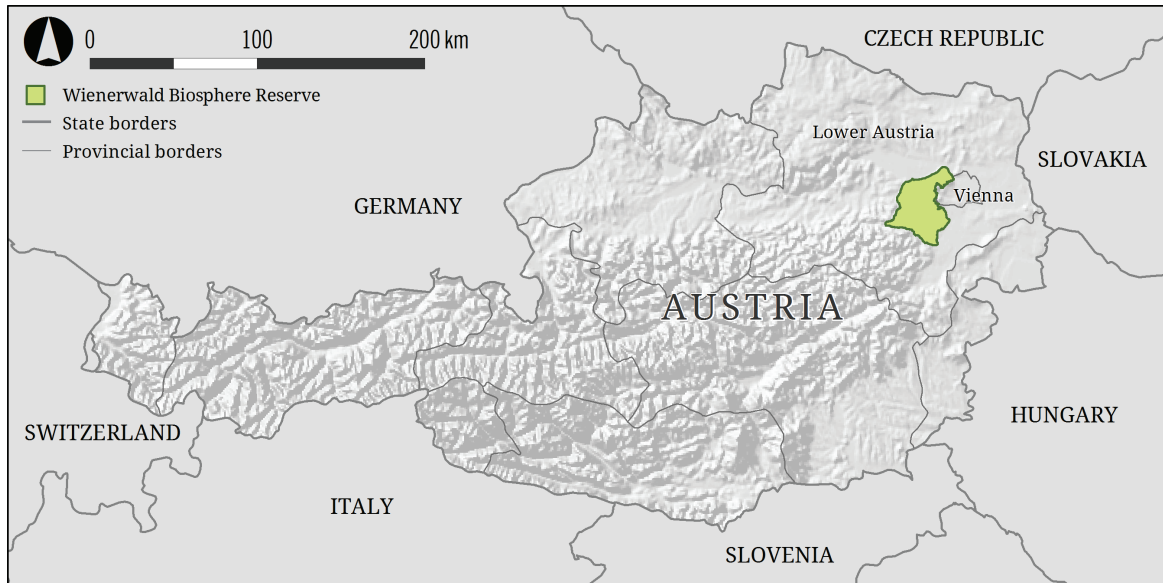 0 100 200 km
Wienerwald Biosphere Reserve
State borders
Provincial borders
CZECH REPUBLIC
Lower Austria
SLOVAKIA
Vienna
GERMANY
AUSTRIA
HUNGARY
SWITZERLAND
ITALY
SLOVENIA